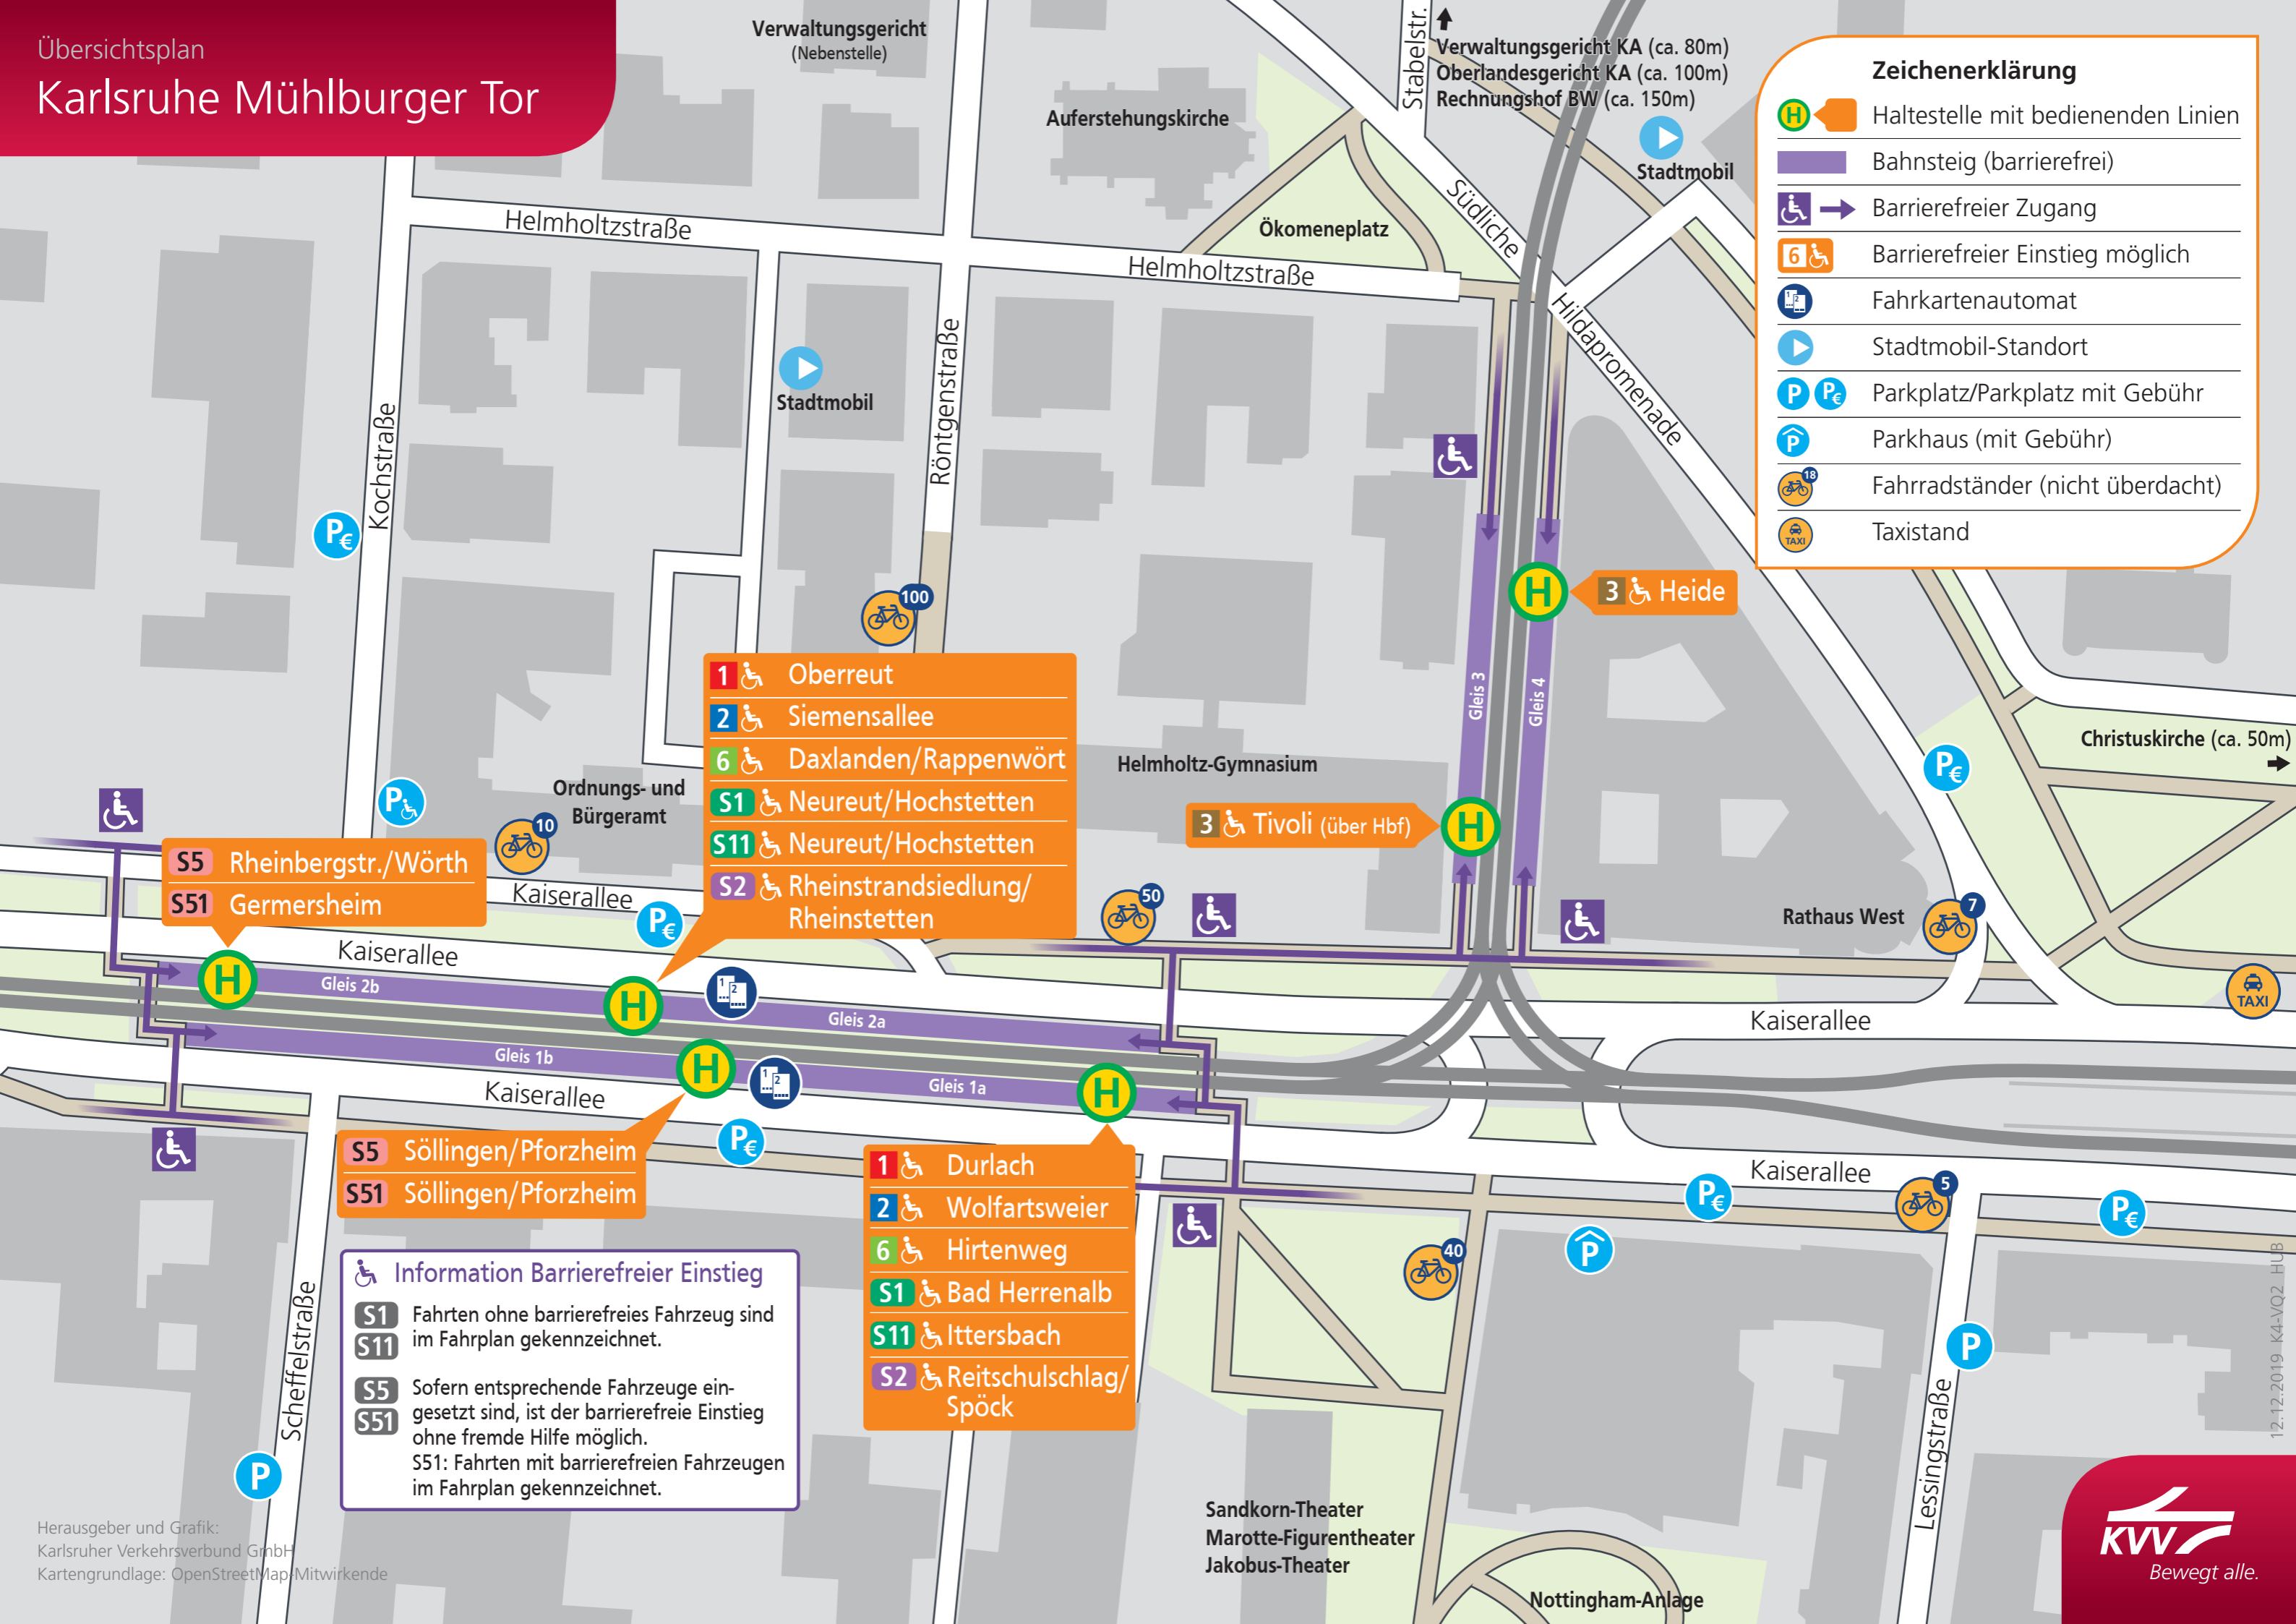 Übersichtsplan
Karlsruhe Mühlburger Tor
Verwaltungsgericht
(Nebenstelle)
Auferstehungskirche
Stabelstr.
Verwaltungsgericht KA (ca. 80m)
Oberlandesgericht KA (ca. 100m)
Rechnungshof BW (ca. 150m)
Stadtmobil
Zeichenerklärung
H Haltestelle mit bedienenden Linien
Bahnsteig (barrierefrei)
Barrierefreier Zugang
6 Barrierefreier Einstieg möglich
1 2 Fahrkartenautomat
Stadtmobil-Standort
P P€ Parkplatz/Parkplatz mit Gebühr
P Parkhaus (mit Gebühr)
18 Fahrradständer (nicht überdacht)
TAXI Taxistand
Helmholtzstraße
Ökomeneplatz
Südliche
Hildapromenade
Helmholtzstraße
Röntgenstraße
Kochstraße
Stadtmobil
P€
100
H
3 Heide
Gleis 3
Gleis 4
1 Oberreut
2 Siemensallee
6 Daxlanden/Rappenwört
S1 Neureut/Hochstetten
S11 Neureut/Hochstetten
S2 Rheinstrandsiedlung/
Rheinstetten
Helmholtz-Gymnasium
3 Tivoli (über Hbf)
H
Christuskirche (ca. 50m)
P€
Ordnungs- und
Bürgeramt
P
10
S5 Rheinbergstr./Wörth
S51 Germersheim
Kaiserallee
P€
50
Rathaus West
7
TAXI
Kaiserallee
H
Gleis 2b
H
1 2
Gleis 2a
Kaiserallee
Gleis 1b
H
1 2
Gleis 1a
H
Kaiserallee
P€
S5 Söllingen/Pforzheim
S51 Söllingen/Pforzheim
1 Durlach
2 Wolfartsweier
6 Hirtenweg
S1 Bad Herrenalb
S11 Ittersbach
S2 Reitschulschlag/
Spöck
Kaiserallee
P€
5
P€
P
40
P
Lessingstraße
Scheffelstraße
P
Information Barrierefreier Einstieg
S1
S11
Fahrten ohne barrierefreies Fahrzeug sind
im Fahrplan gekennzeichnet.
S5
S51
Sofern entsprechende Fahrzeuge ein-
gesetzt sind, ist der barrierefreie Einstieg
ohne fremde Hilfe möglich.
S51: Fahrten mit barrierefreien Fahrzeugen
im Fahrplan gekennzeichnet.
Sandkorn-Theater
Marotte-Figurentheater
Jakobus-Theater
Nottingham-Anlage
Herausgeber und Grafik:
Karlsruher Verkehrsverbund GmbH
Kartengrundlage: OpenStreetMap-Mitwirkende
12.12.2019 K4-VQ2 HUB
KVV
Bewegt alle.